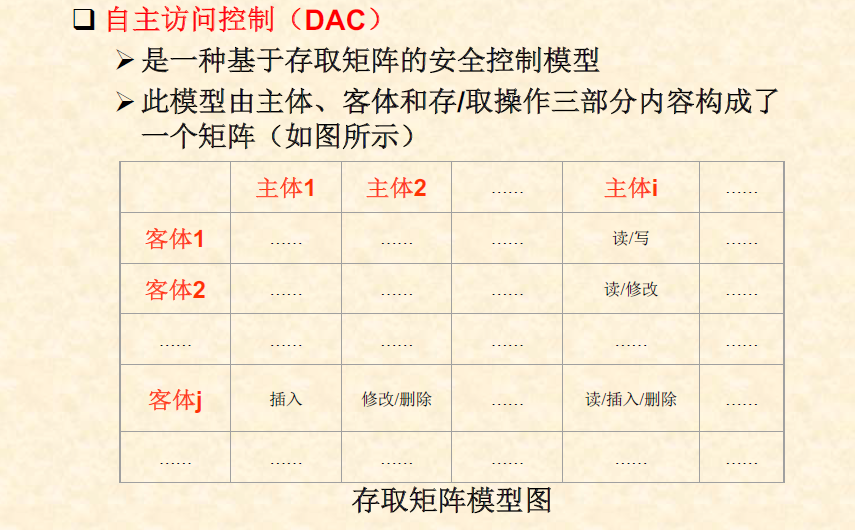 ❑ 自主访问控制（DAC）
➢ 是一种基于存取矩阵的安全控制模型
➢ 此模型由主体、客体和存/取操作三部分内容构成了
一个矩阵（如图所示）
主体1 主体2 …… 主体i ……
客体1 …… …… …… 读/写 ……
客体2 …… …… …… 读/修改 ……
…… …… …… …… …… ……
客体j 插入 修改/删除 …… 读/插入/删除 ……
…… …… …… …… …… ……
存取矩阵模型图